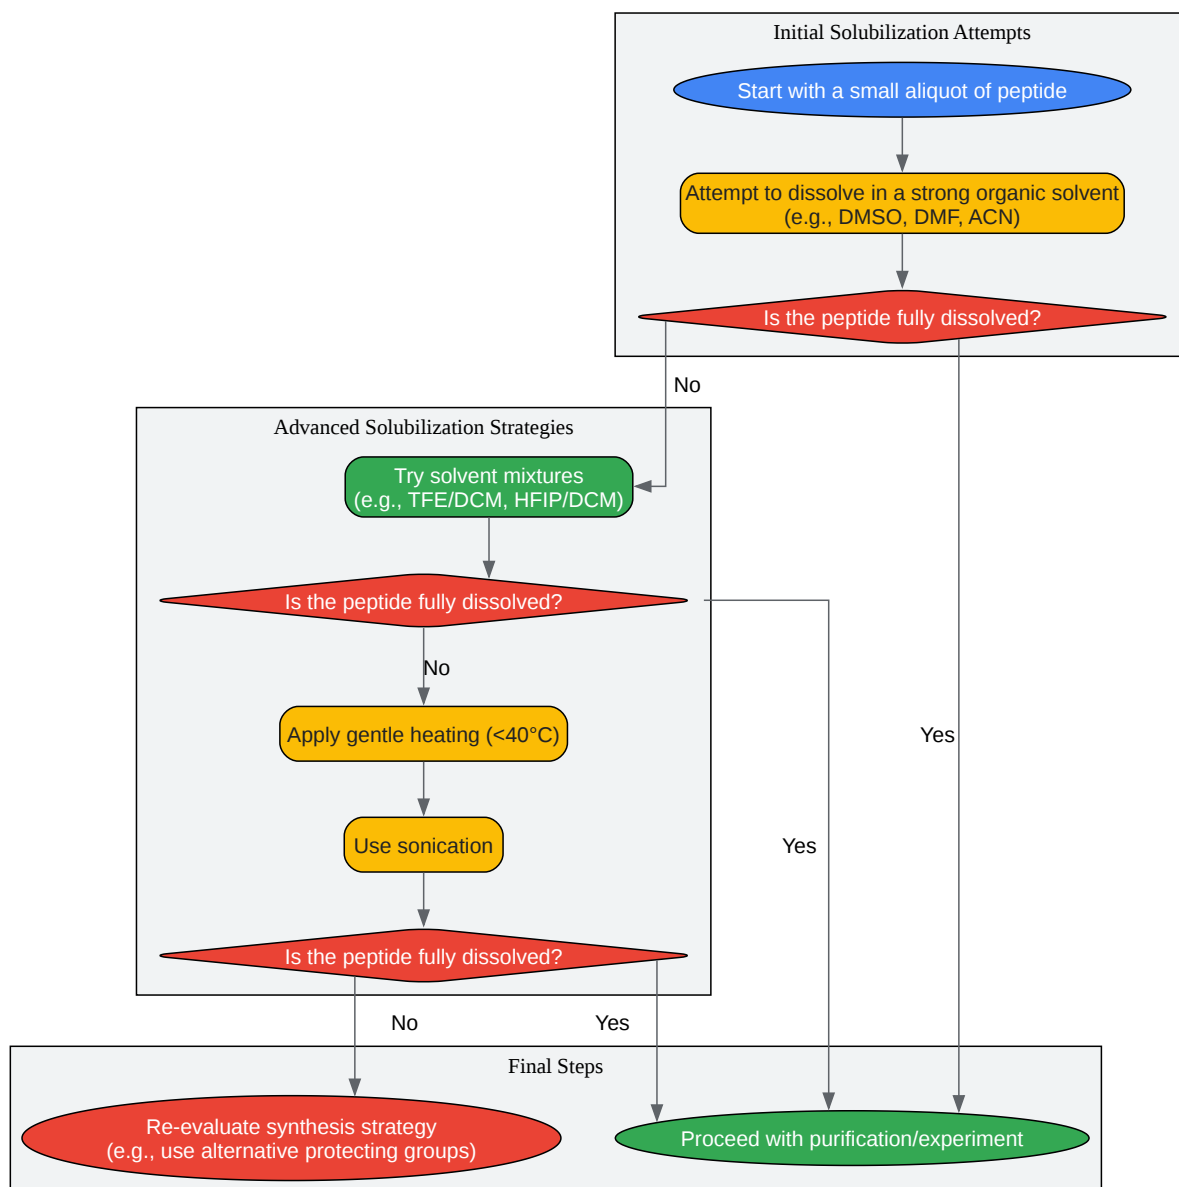 Initial Solubilization Attempts
Start with a small aliquot of peptide
Attempt to dissolve in a strong organic solvent
(e.g., DMSO, DMF, ACN)
Is the peptide fully dissolved?
No
Advanced Solubilization Strategies
Try solvent mixtures
(e.g., TFE/DCM, HFIP/DCM)
Is the peptide fully dissolved?
No
Apply gentle heating (<40°C)
Yes
Use sonication
Yes
Is the peptide fully dissolved?
No
Yes
Final Steps
Re-evaluate synthesis strategy
(e.g., use alternative protecting groups)
Proceed with purification/experiment